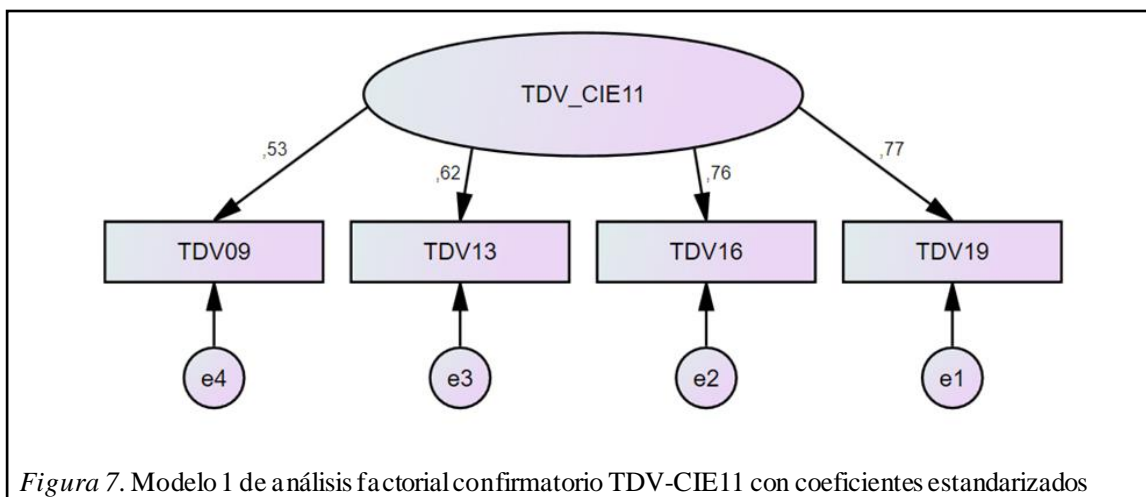 TDV_CIE11
,53
,62
,76
,77
TDV09
TDV13
TDV16
TDV19
e4
e3
e2
e1
Figura 7. Modelo 1 de análisis factorial confirmatorio TDV-CIE11 con coeficientes estandarizados